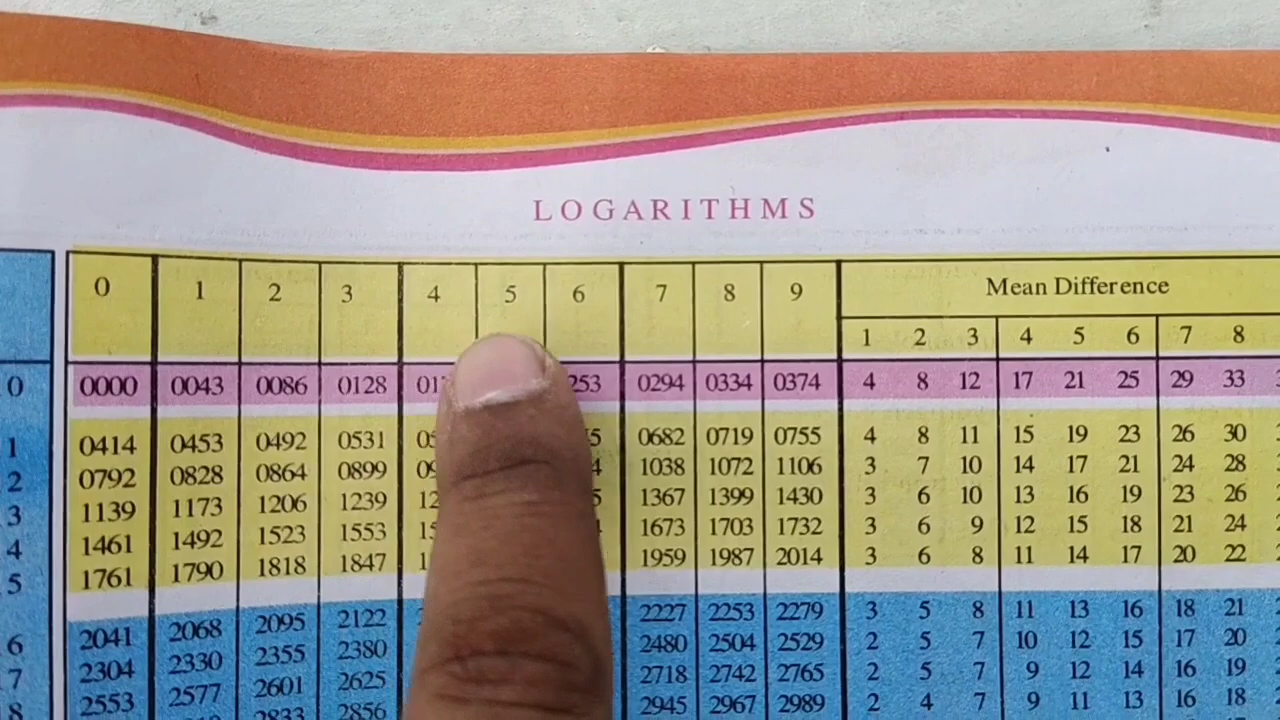 LOGARITHMS
0 1 2 3 4 5 6 7 8 9 Mean Difference
1 2 3 4 5 6 7 8
0 0000 0043 0086 0128 0294 0334 0374 4 8 12 17 21 25 29 33
1 0414 0453 0492 0531 0682 0719 0755 4 8 11 15 19 23 26 30
2 0792 0828 0864 0899 1038 1072 1106 3 7 10 14 17 21 24 28
3 1139 1173 1206 1239 1367 1399 1430 3 6 10 13 16 19 23 26
4 1461 1492 1523 1553 1673 1703 1732 3 6 9 12 15 18 21 24
5 1761 1790 1818 1847 1959 1987 2014 3 6 8 11 14 17 20 22
6 2041 2068 2095 2122 2227 2253 2279 3 5 8 11 13 16 18 21
7 2304 2330 2355 2380 2480 2504 2529 2 5 7 10 12 15 17 20
8 2553 2577 2601 2625 2718 2742 2765 2 5 7 9 12 14 16 19
2833 2856 2945 2967 2989 2 4 7 9 11 13 16 18